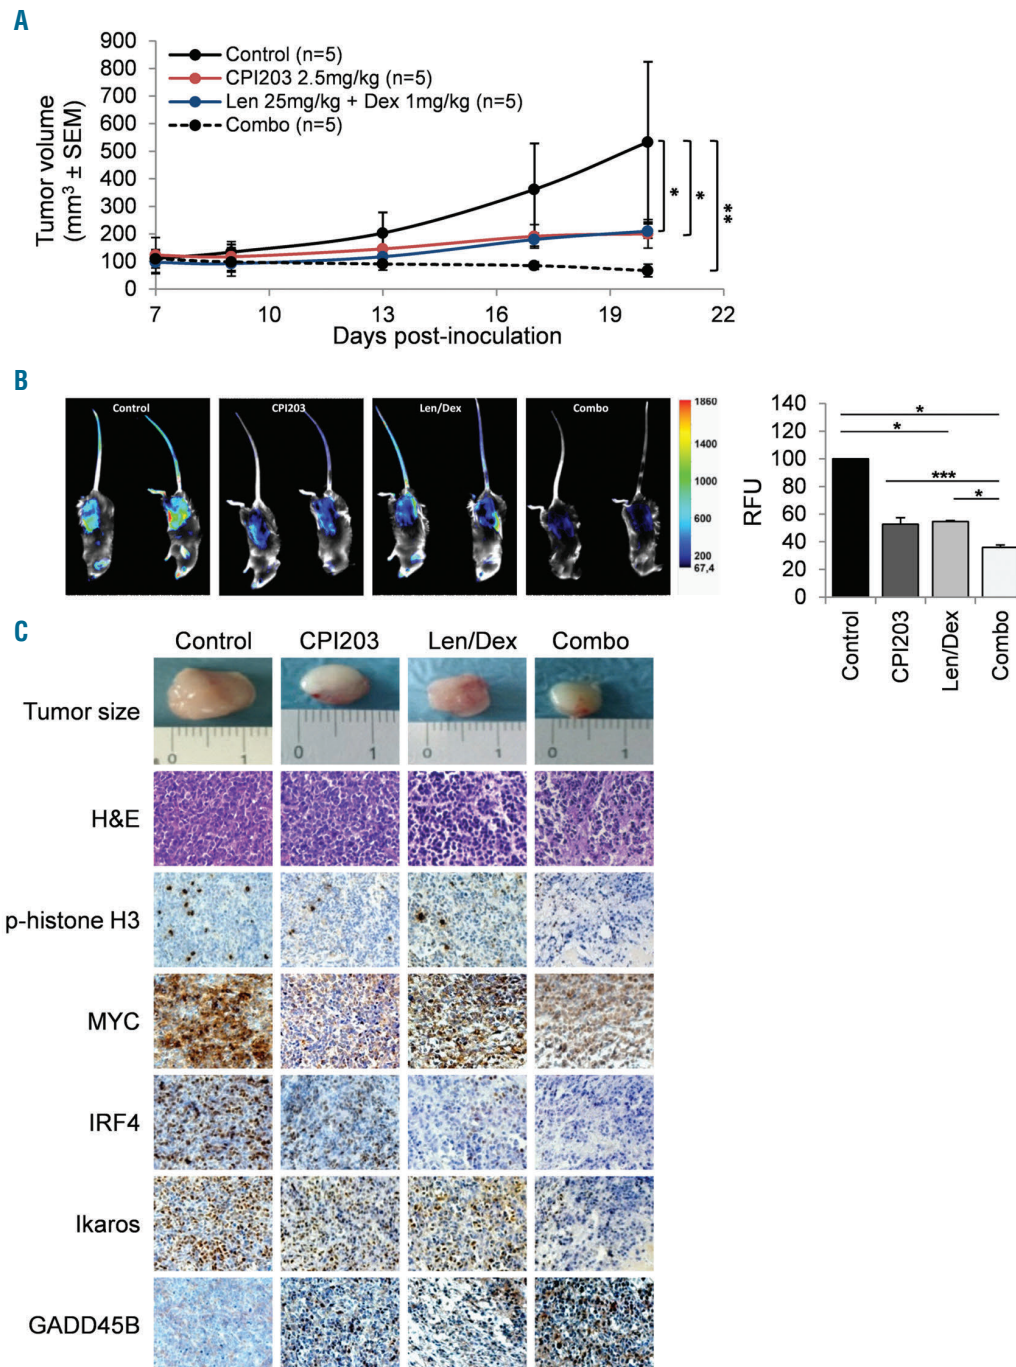 A
900
800
700
600
500
400
300
200
100
0
Tumor volume
(mm³ ± SEM)
Control (n=5)
CPI203 2.5mg/kg (n=5)
Len 25mg/kg + Dex 1mg/kg (n=5)
Combo (n=5)
*
*
**
7 10 13 16 19 22
Days post-inoculation
B
Control
CPI203
Len/Dex
Combo
1860
1400
1000
600
200
67,4
140
120
100
80
60
40
20
0
RFU
*
*
***
*
Control
CPI203
Len/Dex
Combo
C
Control CPI203 Len/Dex Combo
Tumor size
0 1 0 1 0 1 0 1
H&E
p-histone H3
MYC
IRF4
Ikaros
GADD45B